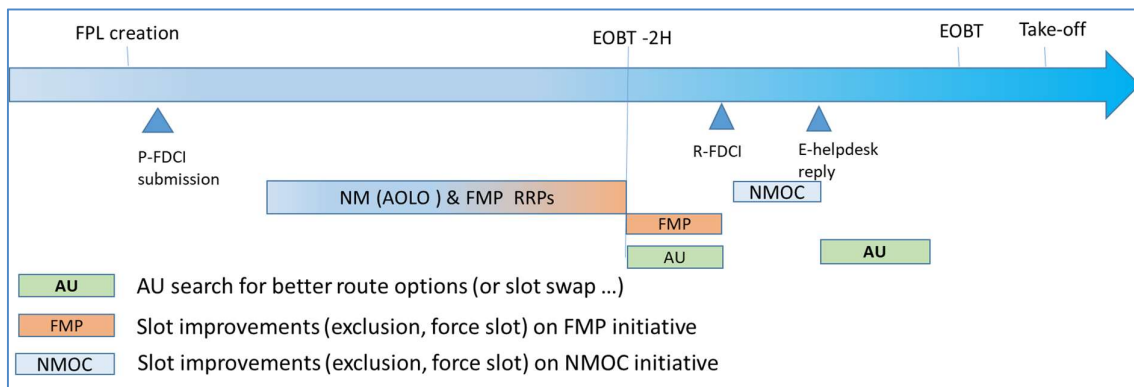 FPL creation
EOBT -2H
EOBT
Take-off
P-FDCI
submission
R-FDCI
E-helpdesk
reply
NM (AOLO ) & FMP RRPs
NMOC
FMP
AU
AU
AU AU search for better route options (or slot swap ...)
FMP Slot improvements (exclusion, force slot) on FMP initiative
NMOC Slot improvements (exclusion, force slot) on NMOC initiative